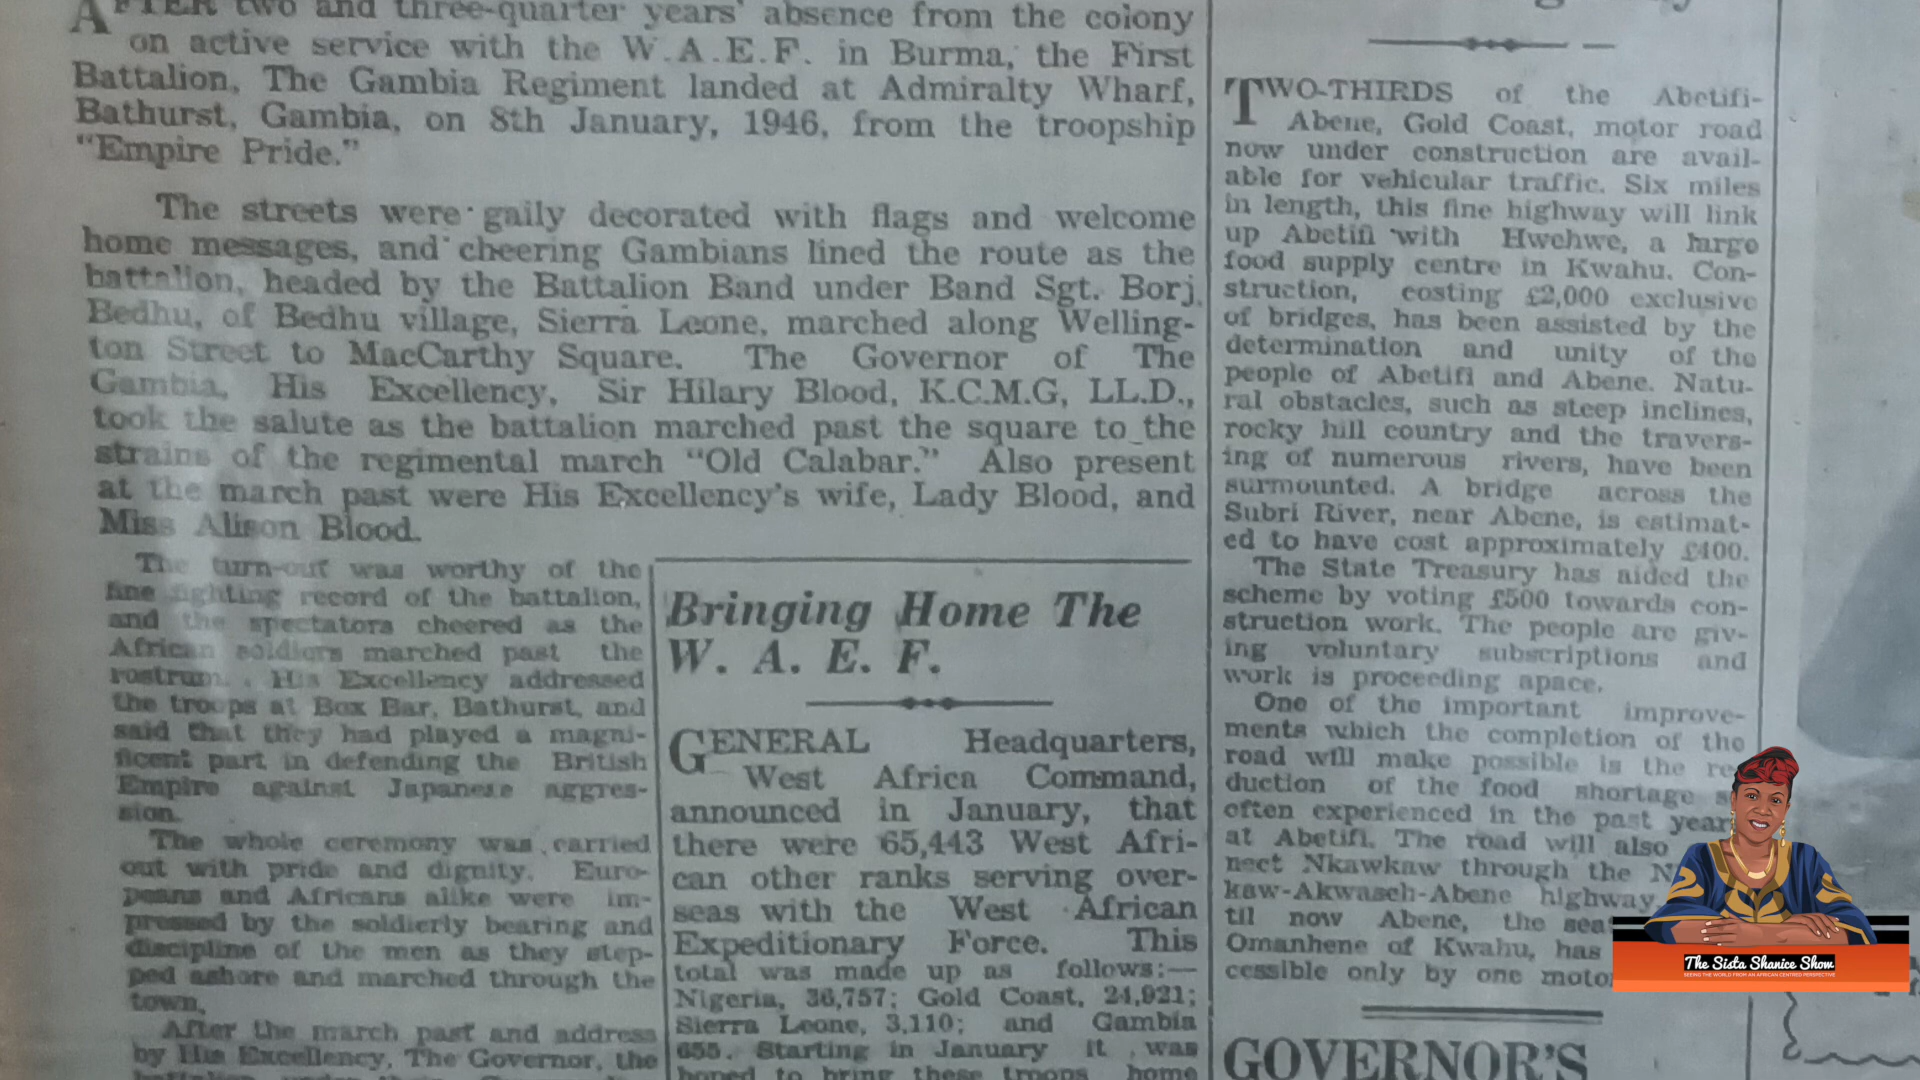 AFTER two and three-quarter years' absence from the colony
on active service with the W.A.E.F. in Burma, the First
Battalion, The Gambia Regiment landed at Admiralty Wharf,
Bathurst, Gambia, on 8th January, 1946, from the troopship
"Empire Pride."
The streets were gaily decorated with flags and welcome
home messages, and cheering Gambians lined the route as the
battalion, headed by the Battalion Band under Band Sgt. Borj
Bedhu, of Bedhu village, Sierra Leone, marched along Welling-
ton Street to MacCarthy Square. The Governor of The
Gambia, His Excellency, Sir Hilary Blood, K.C.M.G, LL.D.,
took the salute as the battalion marched past the square to the
strains of the regimental march "Old Calabar." Also present
at the march past were His Excellency's wife, Lady Blood, and
Miss Alison Blood.
The turn-out was worthy of the
fine fighting record of the battalion,
and the spectators cheered as the
African soldiers marched past the
rostrum. His Excellency addressed
the troops at Box Bar, Bathurst, and
said that they had played a magni-
ficent part in defending the British
Empire against Japanese aggres-
sion.
The whole ceremony was carried
out with pride and dignity. Euro-
peans and Africans alike were im-
pressed by the soldierly bearing and
discipline of the men as they step-
ped ashore and marched through the
town.
After the march past and address
by His Excellency, The Governor, the
Bringing Home The
W. A. E. F.
GENERAL Headquarters,
West Africa Command,
announced in January, that
there were 65,443 West Afri-
can other ranks serving over-
seas with the West African
Expeditionary Force. This
total was made up as follows:—
Nigeria, 36,757; Gold Coast, 24,921;
Sierra Leone, 3,110; and Gambia
655. Starting in January it was
hoped to bring these troops home
TWO-THIRDS of the Abetifi-
Abene, Gold Coast, motor road
now under construction are avail-
able for vehicular traffic. Six miles
in length, this fine highway will link
up Abetifi with Hwehwe, a large
food supply centre in Kwahu. Con-
struction, costing £2,000 exclusive
of bridges, has been assisted by the
determination and unity of the
people of Abetifi and Abene. Natu-
ral obstacles, such as steep inclines,
rocky hill country and the travers-
ing of numerous rivers, have been
surmounted. A bridge across the
Subri River, near Abene, is estimat-
ed to have cost approximately £400.
The State Treasury has aided the
scheme by voting £500 towards con-
struction work. The people are giv-
ing voluntary subscriptions and
work is proceeding apace.
One of the important improve-
ments which the completion of the
road will make possible is the re-
duction of the food shortage s
often experienced in the past year
at Abetifi. The road will also
nect Nkawkaw through the N
kaw-Akwaseh-Abene highway.
til now Abene, the seat
Omanhene of Kwahu, has
cessible only by one moto
GOVERNOR'S
The Sista Shanice Show
SEEING THE WORLD FROM AN AFRICAN CENTRED PERSPECTIVE